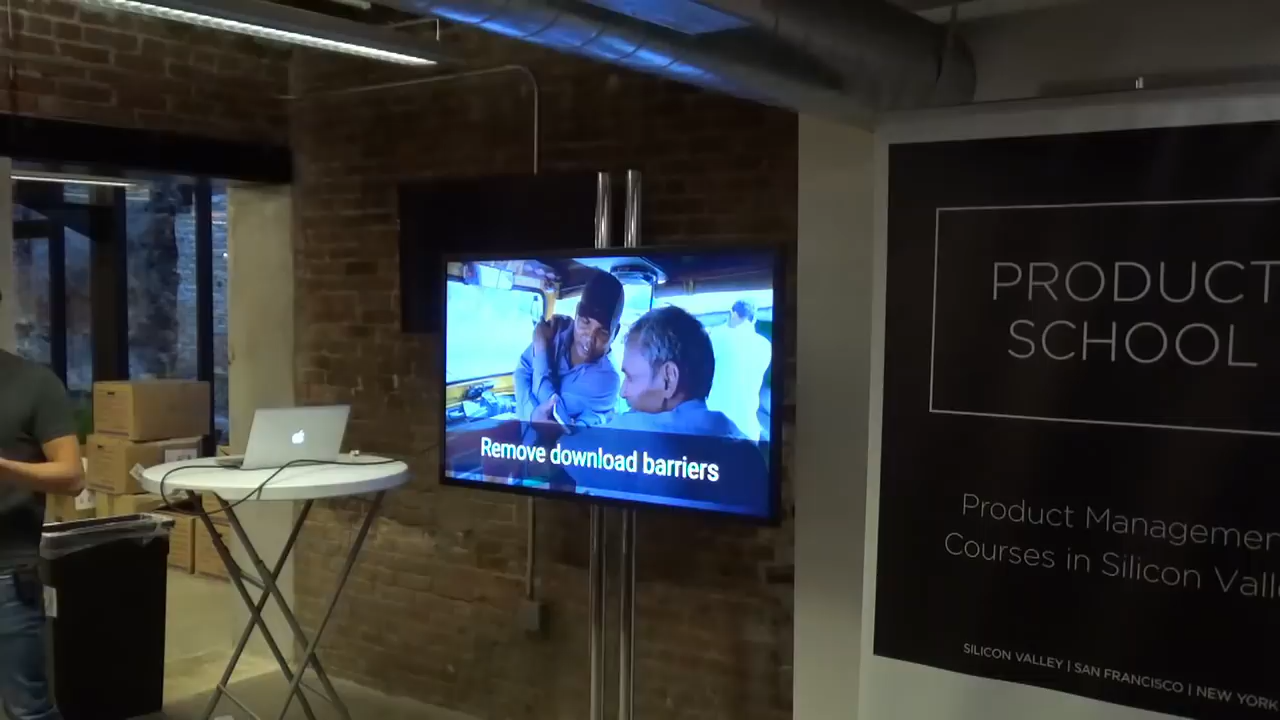 Remove download barriers
PRODUCT
SCHOOL
Product Managemen
Courses in Silicon Vall
SILICON VALLEY | SAN FRANCISCO | NEW YORK